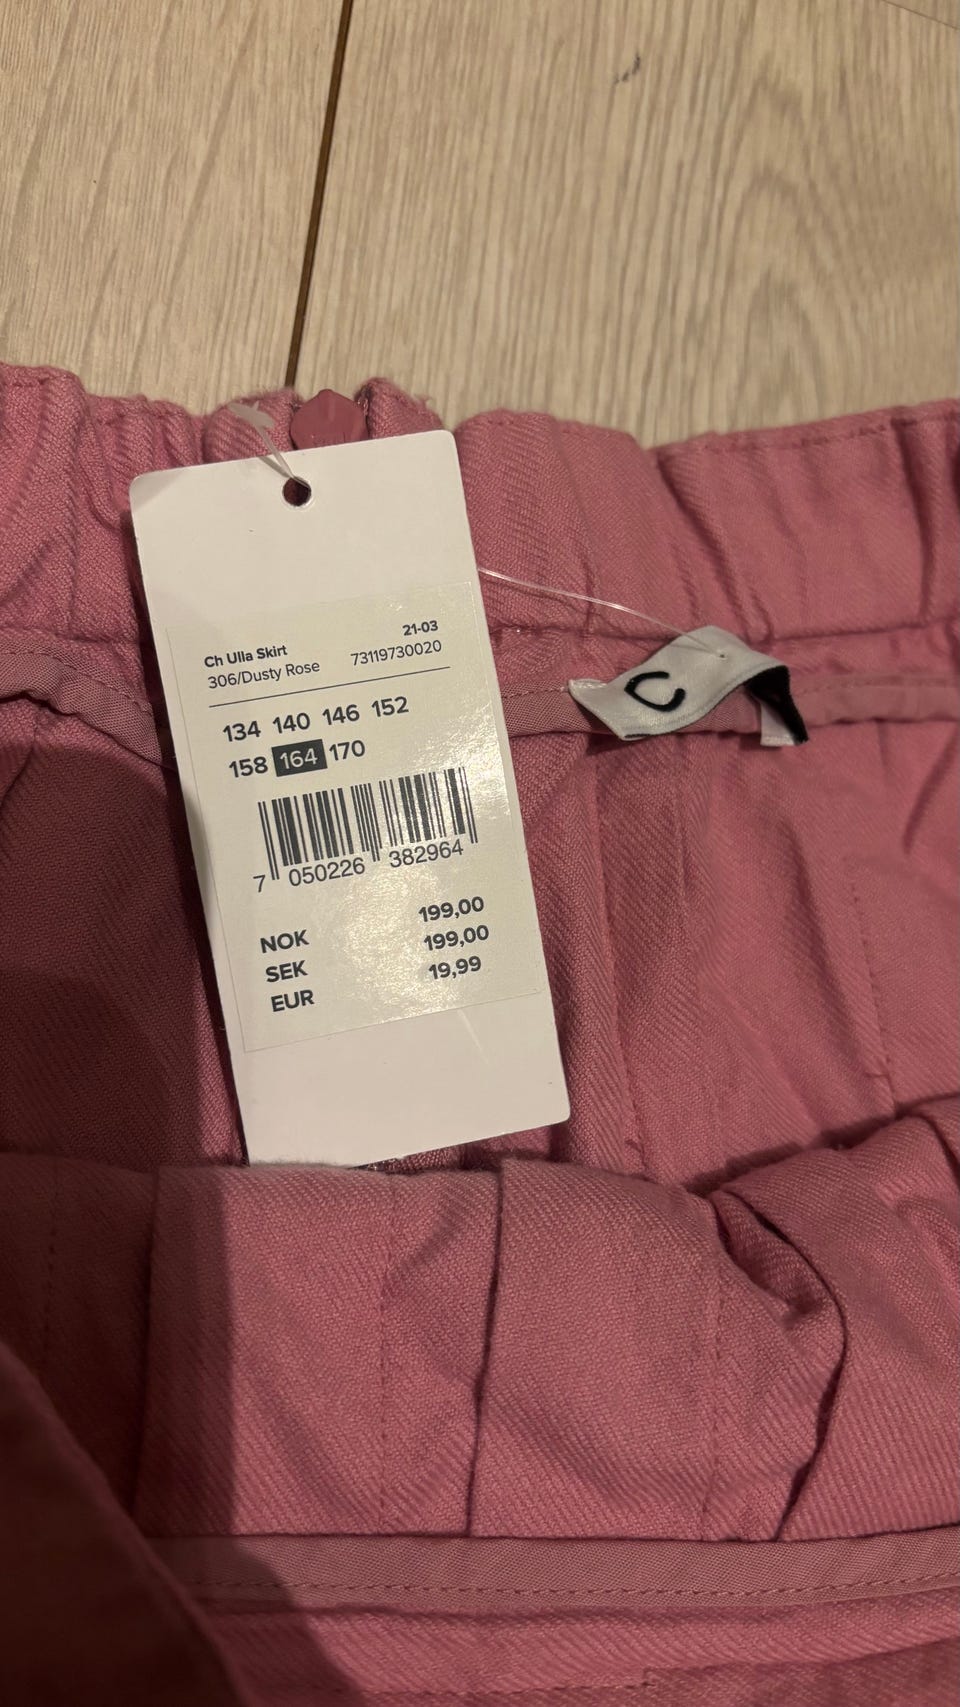 21-03
Ch Ulla Skirt
306/Dusty Rose 73119730020
134 140 146 152
158 164 170
7 050226 382964
NOK 199,00
SEK 199,00
EUR 19,99
C